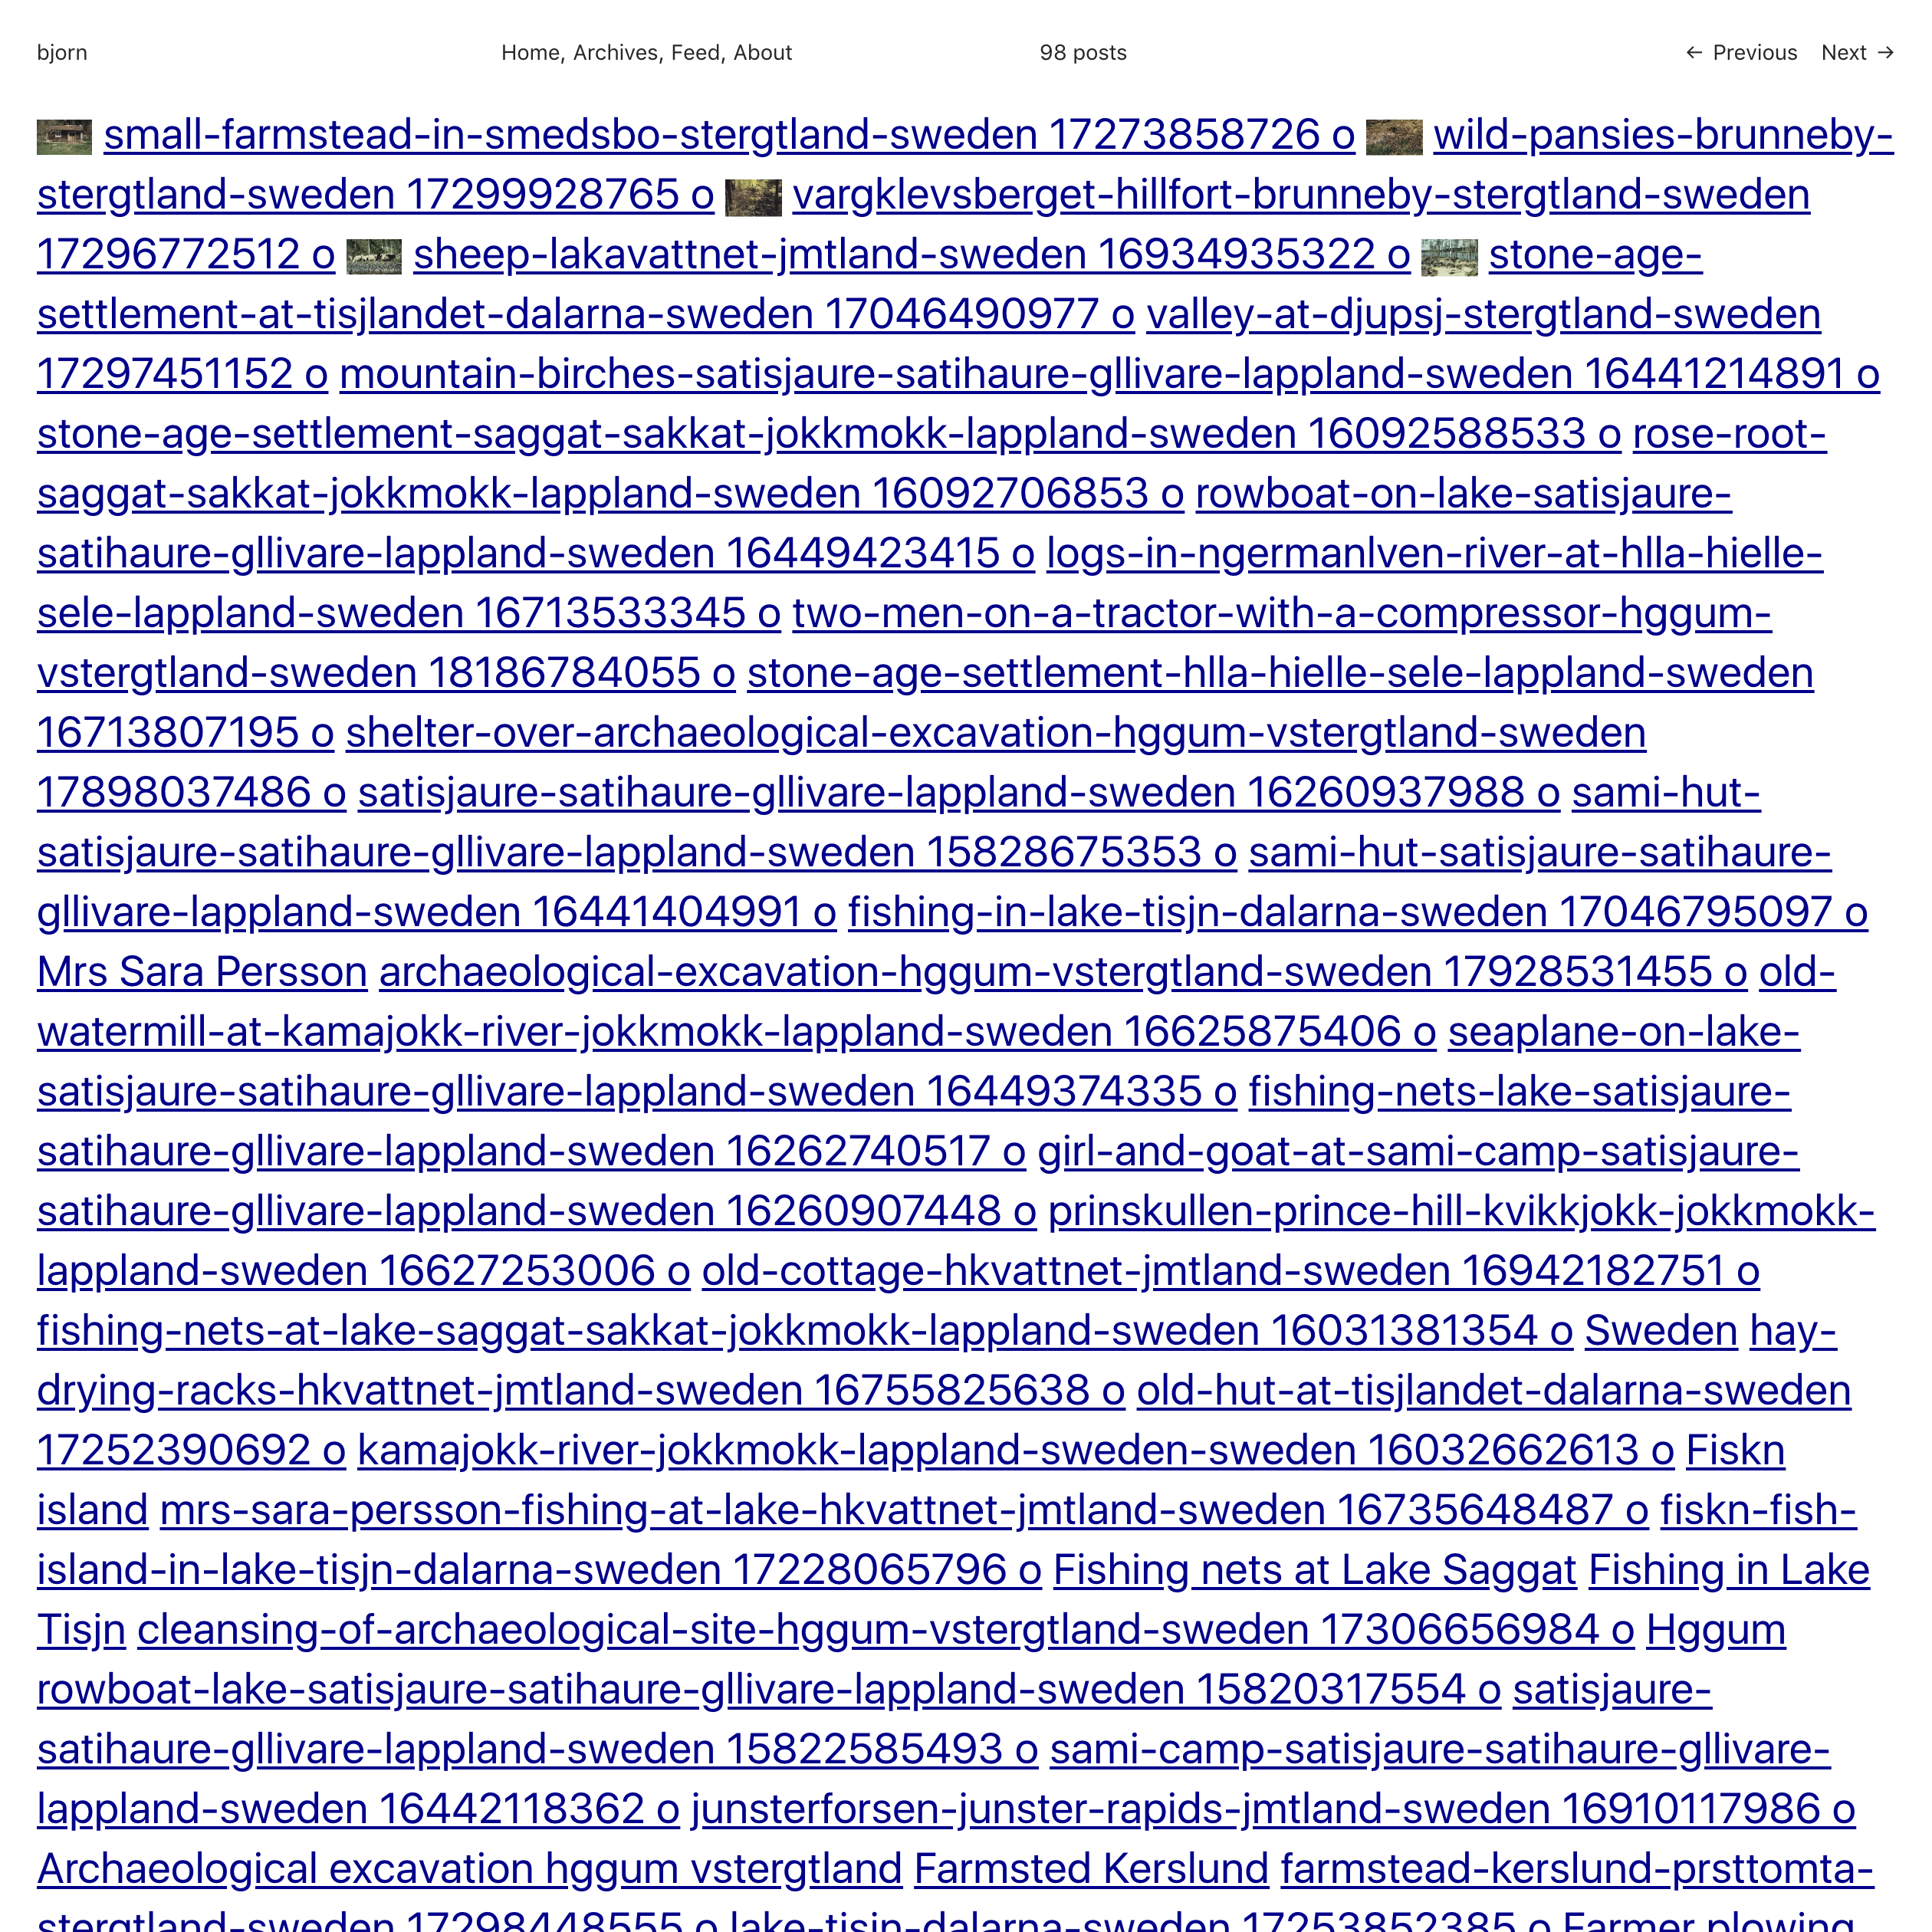 bjorn Home, Archives, Feed, About 98 posts ← Previous Next →
small-farmstead-in-smedsbo-stergtland-sweden 17273858726 o wild-pansies-brunneby-
stergtland-sweden 17299928765 o vargklevsberget-hillfort-brunneby-stergtland-sweden
17296772512 o sheep-lakavattnet-jmtland-sweden 16934935322 o stone-age-
settlement-at-tisjlandet-dalarna-sweden 17046490977 o valley-at-djupsj-stergtland-sweden
17297451152 o mountain-birches-satisjaure-satihaure-gllivare-lappland-sweden 16441214891 o
stone-age-settlement-saggat-sakkat-jokkmokk-lappland-sweden 16092588533 o rose-root-
saggat-sakkat-jokkmokk-lappland-sweden 16092706853 o rowboat-on-lake-satisjaure-
satihaure-gllivare-lappland-sweden 16449423415 o logs-in-ngermanlven-river-at-hlla-hielle-
sele-lappland-sweden 16713533345 o two-men-on-a-tractor-with-a-compressor-hggum-
vstergtland-sweden 18186784055 o stone-age-settlement-hlla-hielle-sele-lappland-sweden
16713807195 o shelter-over-archaeological-excavation-hggum-vstergtland-sweden
17898037486 o satisjaure-satihaure-gllivare-lappland-sweden 16260937988 o sami-hut-
satisjaure-satihaure-gllivare-lappland-sweden 15828675353 o sami-hut-satisjaure-satihaure-
gllivare-lappland-sweden 16441404991 o fishing-in-lake-tisjn-dalarna-sweden 17046795097 o
Mrs Sara Persson archaeological-excavation-hggum-vstergtland-sweden 17928531455 o old-
watermill-at-kamajokk-river-jokkmokk-lappland-sweden 16625875406 o seaplane-on-lake-
satisjaure-satihaure-gllivare-lappland-sweden 16449374335 o fishing-nets-lake-satisjaure-
satihaure-gllivare-lappland-sweden 16262740517 o girl-and-goat-at-sami-camp-satisjaure-
satihaure-gllivare-lappland-sweden 16260907448 o prinskullen-prince-hill-kvikkjokk-jokkmokk-
lappland-sweden 16627253006 o old-cottage-hkvattnet-jmtland-sweden 16942182751 o
fishing-nets-at-lake-saggat-sakkat-jokkmokk-lappland-sweden 16031381354 o Sweden hay-
drying-racks-hkvattnet-jmtland-sweden 16755825638 o old-hut-at-tisjlandet-dalarna-sweden
17252390692 o kamajokk-river-jokkmokk-lappland-sweden-sweden 16032662613 o Fiskn
island mrs-sara-persson-fishing-at-lake-hkvattnet-jmtland-sweden 16735648487 o fiskn-fish-
island-in-lake-tisjn-dalarna-sweden 17228065796 o Fishing nets at Lake Saggat Fishing in Lake
Tisjn cleansing-of-archaeological-site-hggum-vstergtland-sweden 17306656984 o Hggum
rowboat-lake-satisjaure-satihaure-gllivare-lappland-sweden 15820317554 o satisjaure-
satihaure-gllivare-lappland-sweden 15822585493 o sami-camp-satisjaure-satihaure-gllivare-
lappland-sweden 16442118362 o junsterforsen-junster-rapids-jmtland-sweden 16910117986 o
Archaeological excavation hggum vstergtland Farmsted Kerslund farmstead-kerslund-prsttomta-
stergtland-sweden 17298448555 o lake-tisjn-dalarna-sweden 17253852385 o Farmer plowing